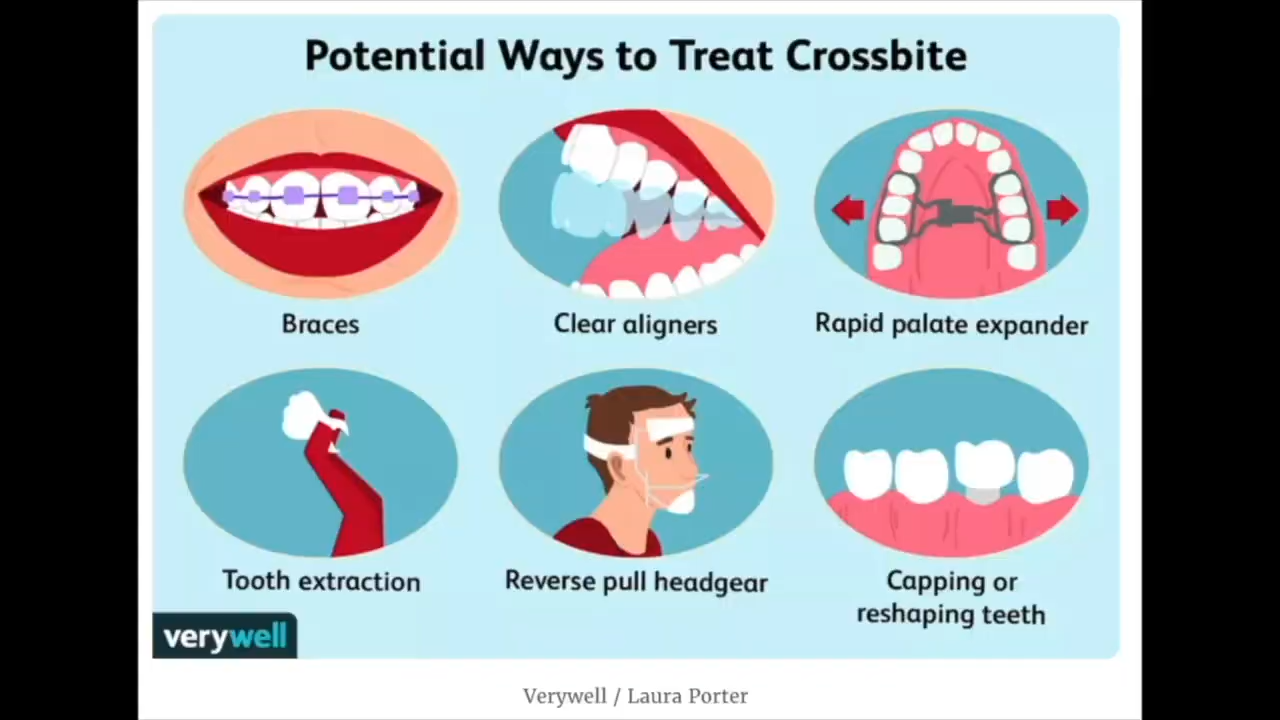 Potential Ways to Treat Crossbite
Braces
Clear aligners
Rapid palate expander
Tooth extraction
Reverse pull headgear
Capping or
reshaping teeth
verywell
Verywell / Laura Porter